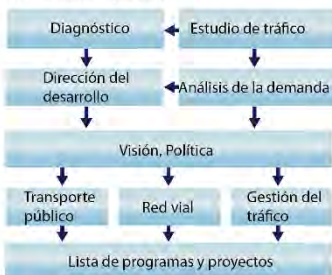 Diagnóstico
Estudio de tráfico
Dirección del
desarrollo
Análisis de la demanda
Visión, Política
Transporte
público
Red vial
Gestión del
tráfico
Lista de programas y proyectos